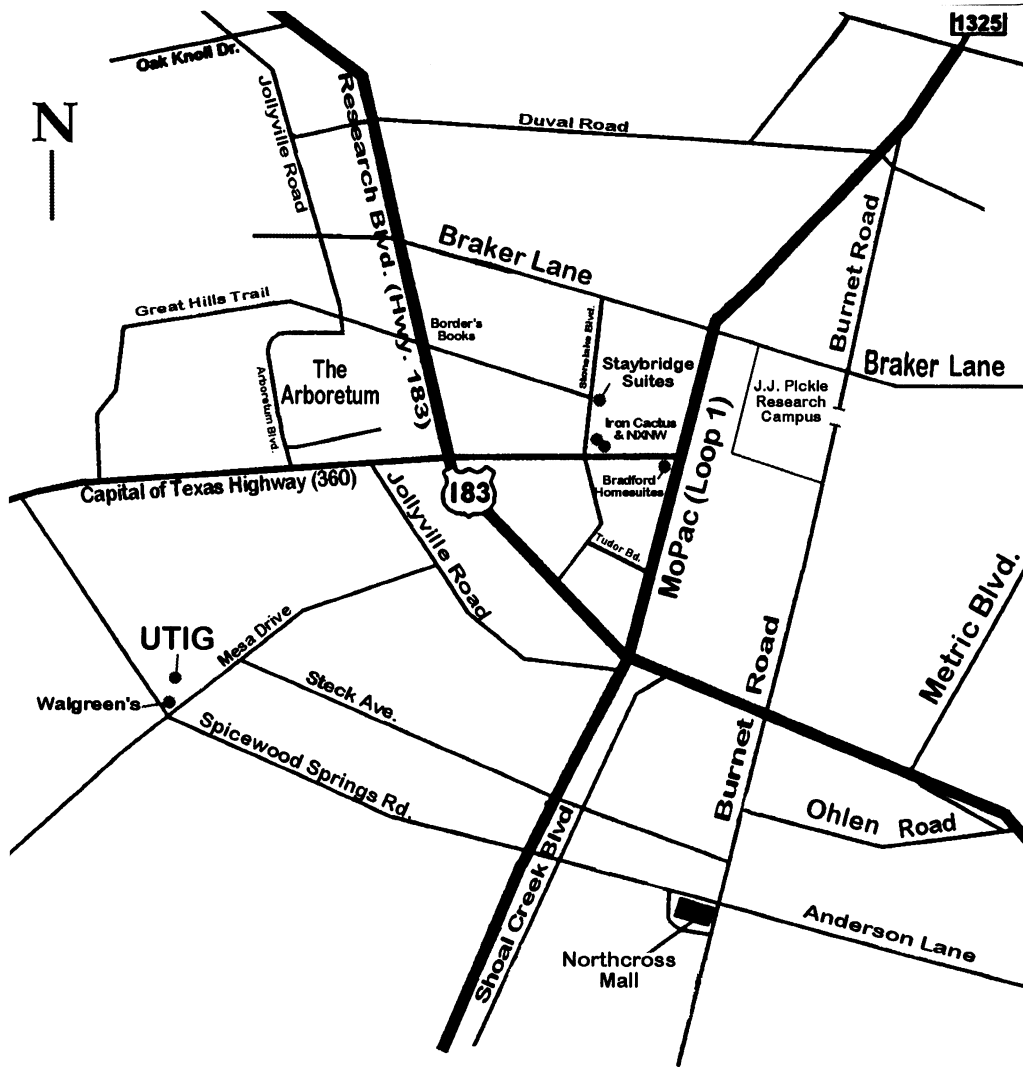 1325
Oak Knoll Dr.
N
Jollyville Road
Research Blvd. (Hwy. 183)
Duval Road
Burnet Road
Braker Lane
Great Hills Trail
Border's
Books
Stonelake Blvd.
The
Arboretum
Arboretum Blvd.
Staybridge
Suites
Braker Lane
J.J. Pickle
Research
Campus
Iron Cactus
& NXNW
Bradford
Homesuites
Capital of Texas Highway (360)
183
MoPac (Loop 1)
Jollyville Road
Tudor Bd.
Metric Blvd.
UTIG
Mesa Drive
Walgreen's
Steck Ave.
Spicewood Springs Rd.
Burnet Road
Ohlen Road
Shoal Creek Blvd
Anderson Lane
Northcross
Mall